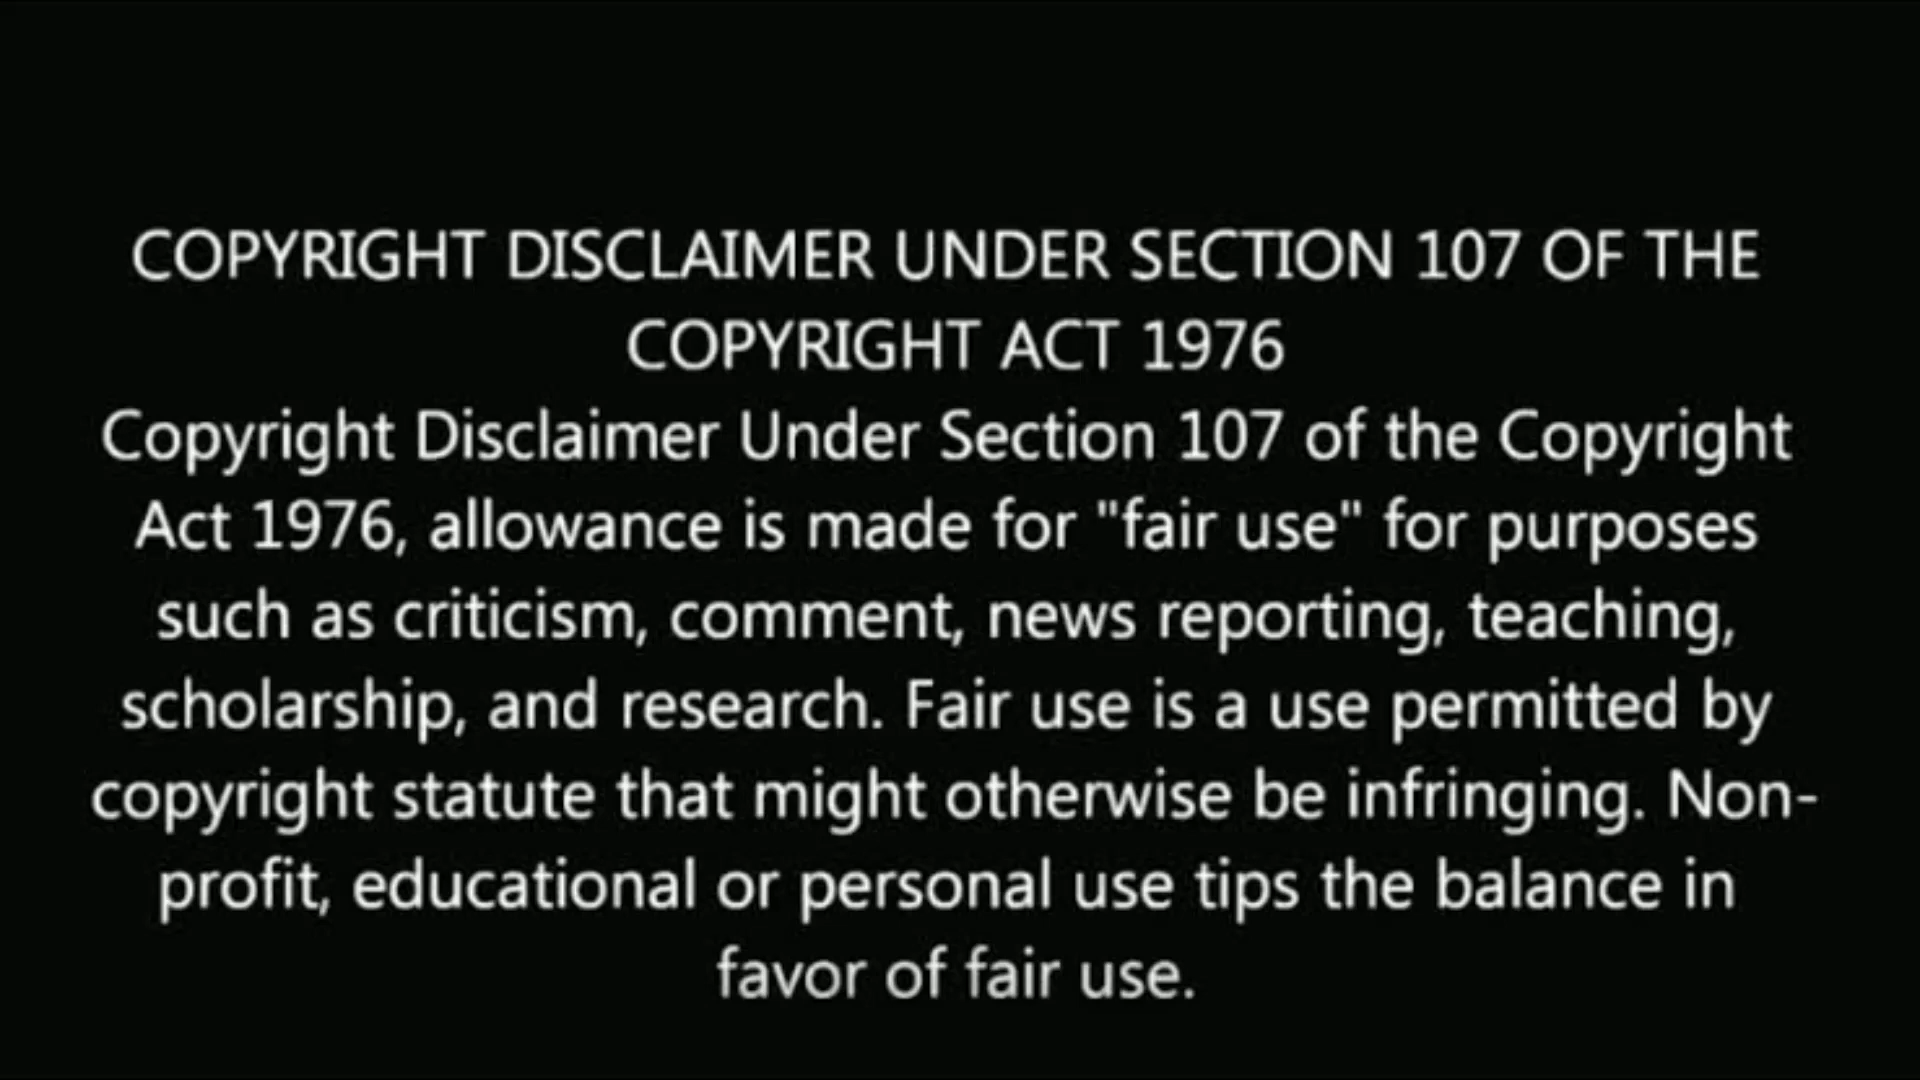 COPYRIGHT DISCLAIMER UNDER SECTION 107 OF THE
COPYRIGHT ACT 1976
Copyright Disclaimer Under Section 107 of the Copyright
Act 1976, allowance is made for "fair use" for purposes
such as criticism, comment, news reporting, teaching,
scholarship, and research. Fair use is a use permitted by
copyright statute that might otherwise be infringing. Non-
profit, educational or personal use tips the balance in
favor of fair use.